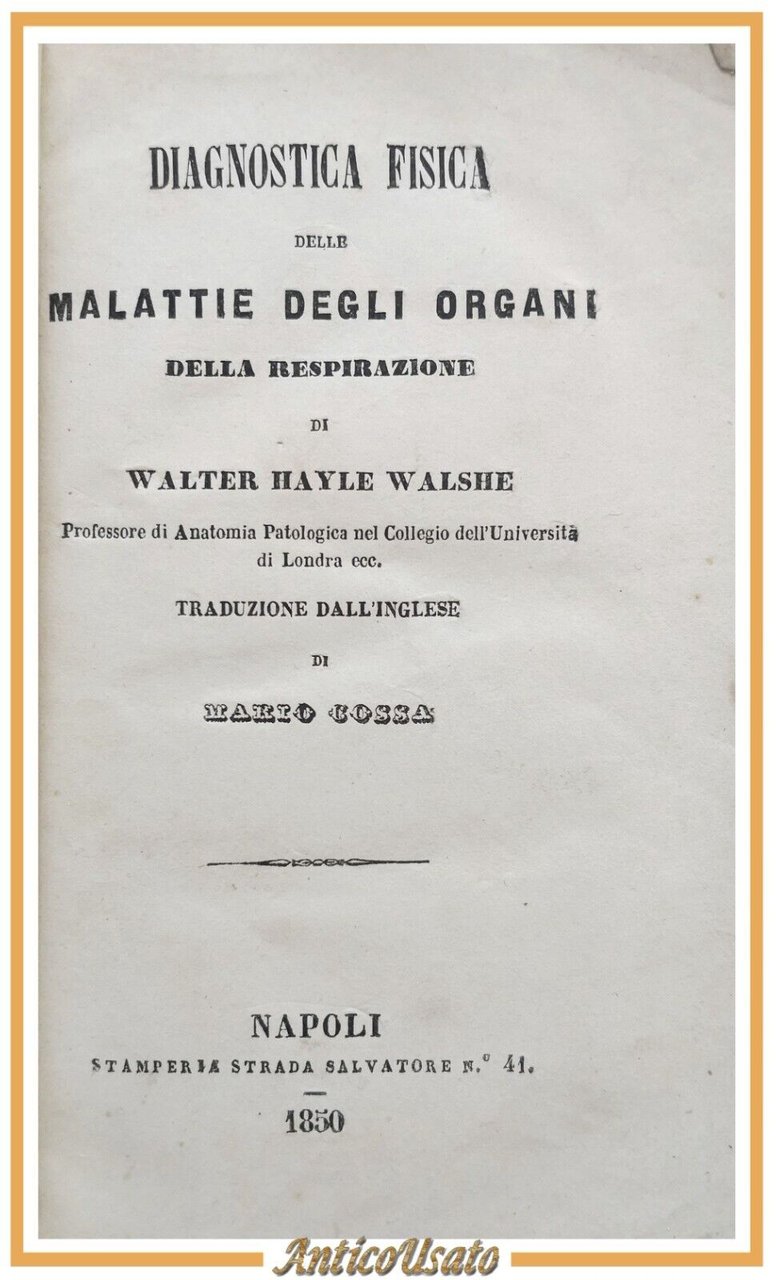 DIAGNOSTICA FISICA
DELLE
MALATTIE DEGLI ORGANI
DELLA RESPIRAZIONE
DI
WALTER HAYLE WALSHE
Professore di Anatomia Patologica nel Collegio dell'Università
di Londra ecc.
TRADUZIONE DALL'INGLESE
DI
MARIO COSSA
NAPOLI
STAMPERIA STRADA SALVATORE N.° 41.
1850
AnticoUsato